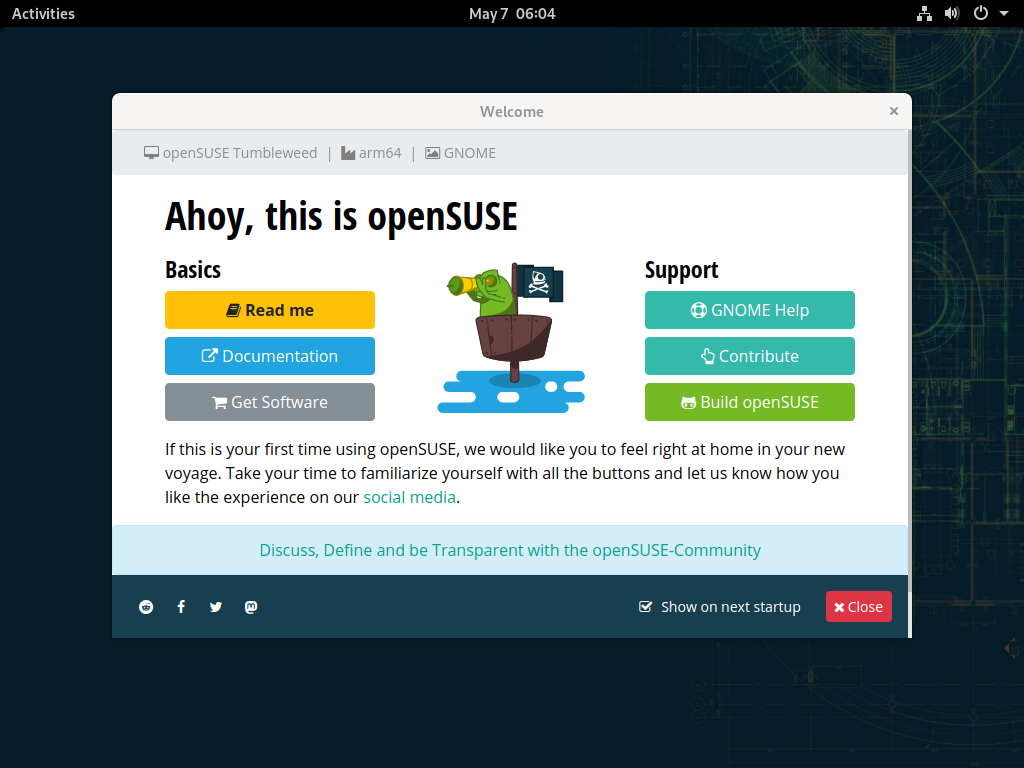 Activities
May 7  06:04
Welcome
openSUSE Tumbleweed | arm64 | GNOME
Ahoy, this is openSUSE
Basics
Read me
Documentation
Get Software
Support
GNOME Help
Contribute
Build openSUSE
If this is your first time using openSUSE, we would like you to feel right at home in your new
voyage. Take your time to familiarize yourself with all the buttons and let us know how you
like the experience on our social media.
Discuss, Define and be Transparent with the openSUSE-Community
Show on next startup
Close